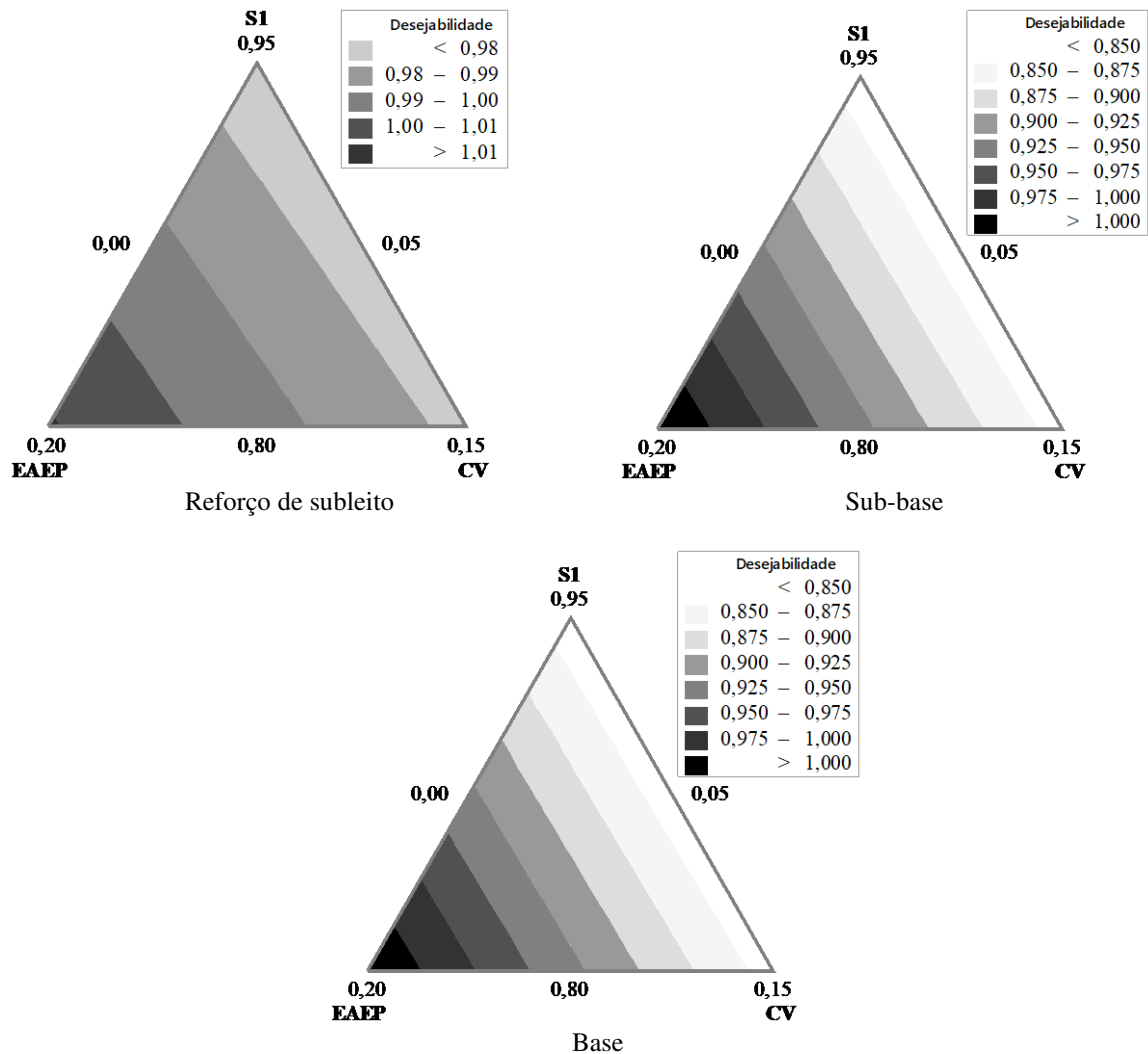 S1
0,95
Desejabilidade
< 0,98
0,98 – 0,99
0,99 – 1,00
1,00 – 1,01
> 1,01
0,00
0,05
0,20
0,80
0,15
EAEP
CV
Reforço de subleito
S1
0,95
Desejabilidade
< 0,850
0,850 – 0,875
0,875 – 0,900
0,900 – 0,925
0,925 – 0,950
0,950 – 0,975
0,975 – 1,000
> 1,000
0,00
0,05
0,20
0,80
0,15
EAEP
CV
Sub-base
S1
0,95
Desejabilidade
< 0,850
0,850 – 0,875
0,875 – 0,900
0,900 – 0,925
0,925 – 0,950
0,950 – 0,975
0,975 – 1,000
> 1,000
0,00
0,05
0,20
0,80
0,15
EAEP
CV
Base